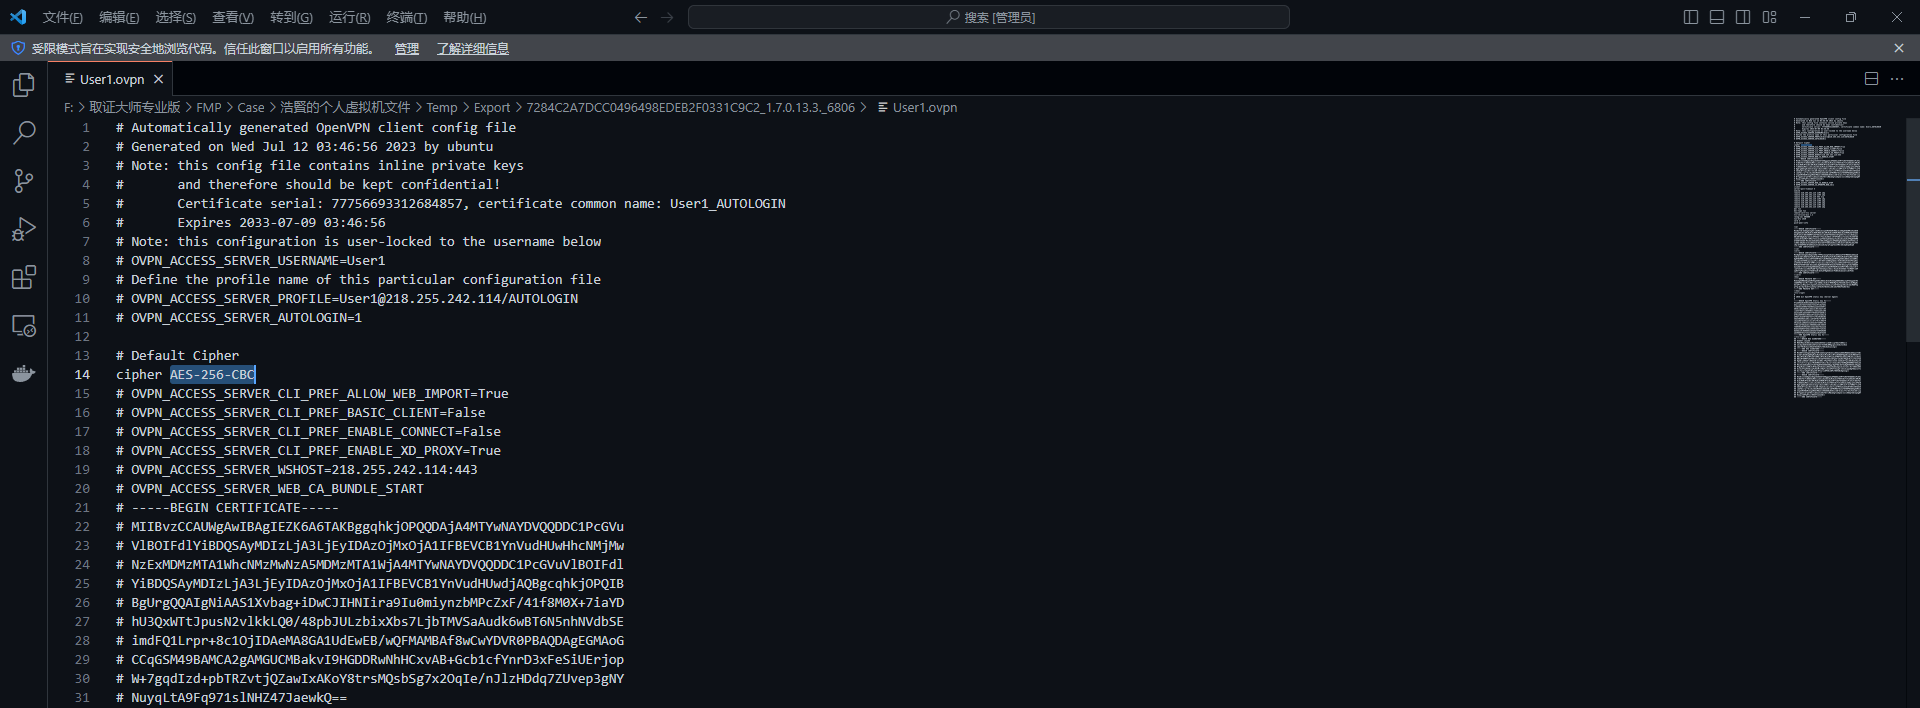 文件(F) 编辑(E) 选择(S) 查看(V) 转到(G) 运行(R) 终端(T) 帮助(H) 搜索 [管理员]
受限模式旨在实现安全地浏览代码。信任此窗口以启用所有功能。 管理 了解详细信息
User1.ovpn
F: > 取证大师专业版 > FMP > Case > 浩賢的个人虚拟机文件 > Temp > Export > 7284C2A7DCC0496498EDEB2F0331C9C2_1.7.0.13.3._6806 > User1.ovpn
1 # Automatically generated OpenVPN client config file
2 # Generated on Wed Jul 12 03:46:56 2023 by ubuntu
3 # Note: this config file contains inline private keys
4 #       and therefore should be kept confidential!
5 #       Certificate serial: 77756693312684857, certificate common name: User1_AUTOLOGIN
6 #       Expires 2033-07-09 03:46:56
7 # Note: this configuration is user-locked to the username below
8 # OVPN_ACCESS_SERVER_USERNAME=User1
9 # Define the profile name of this particular configuration file
10 # OVPN_ACCESS_SERVER_PROFILE=User1@218.255.242.114/AUTOLOGIN
11 # OVPN_ACCESS_SERVER_AUTOLOGIN=1
12
13 # Default Cipher
14 cipher AES-256-CBC
15 # OVPN_ACCESS_SERVER_CLI_PREF_ALLOW_WEB_IMPORT=True
16 # OVPN_ACCESS_SERVER_CLI_PREF_BASIC_CLIENT=False
17 # OVPN_ACCESS_SERVER_CLI_PREF_ENABLE_CONNECT=False
18 # OVPN_ACCESS_SERVER_CLI_PREF_ENABLE_XD_PROXY=True
19 # OVPN_ACCESS_SERVER_WSHOST=218.255.242.114:443
20 # OVPN_ACCESS_SERVER_WEB_CA_BUNDLE_START
21 # -----BEGIN CERTIFICATE-----
22 # MIIBvzCCAUWgAwIBAgIEZK6A6TAKBggqhkjOPQQDAjA4MTYwNAYDVQQDDC1PcGVu
23 # VlBOIFdlYiBDQSAyMDIzLjA3LjEyIDAzOjMxOjA1IFBEVCB1YnVudHUwHhcNMjMw
24 # NzExMDMzMTA1WhcNMzMwNzA5MDMzMTA1WjA4MTYwNAYDVQQDDC1PcGVuVlBOIFdl
25 # YiBDQSAyMDIzLjA3LjEyIDAzOjMxOjA1IFBEVCB1YnVudHUwdjAQBgcqhkjOPQIB
26 # BgUrgQQAIgNiAAS1Xvbag+iDwCJIHNIira9Iu0miynzbMPcZxF/41f8M0X+7iaYD
27 # hU3QxWTtJpusN2vlkkLQ0/48pbJULzbixXbs7LjbTMVSaAudk6wBT6N5nhNVdbSE
28 # imdFQ1Lrpr+8c1OjIDAeMA8GA1UdEwEB/wQFMAMBAf8wCwYDVR0PBAQDAgEGMAoG
29 # CCqGSM49BAMCA2gAMGUCMBakvI9HGDDRwNhHCxvAB+Gcb1cfYnrD3xFeSiUErjop
30 # W+7gqdIzd+pbTRZvtjQZawIxAKoY8trsMQsbSg7x2OqIe/nJlzHDdq7ZUvep3gNY
31 # NuyqLtA9Fq971slNHZ47JaewkQ==